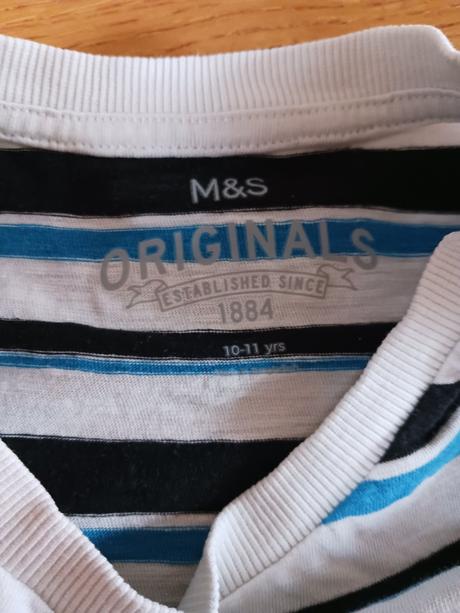 M&S
ORIGINALS
ESTABLISHED SINCE
1884
10-11 yrs